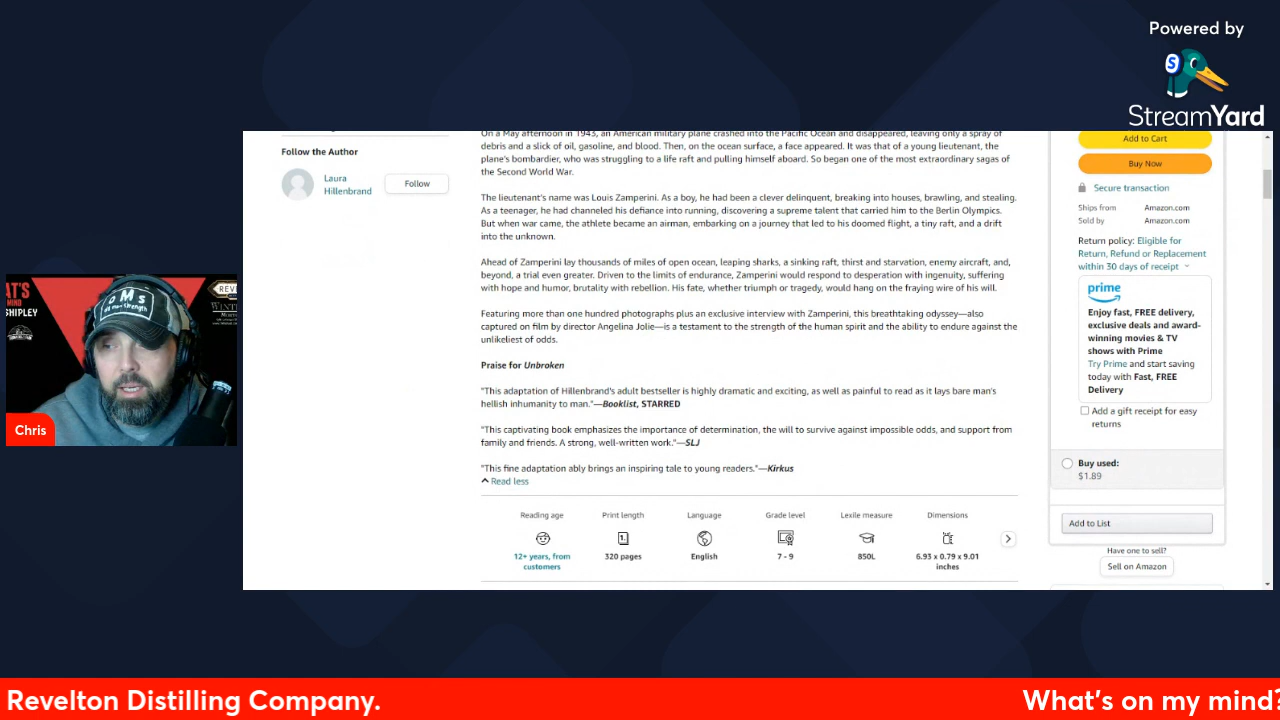 Powered by
StreamYard
Follow the Author
Laura
Hillenbrand
Follow
On a May afternoon in 1943, an American military plane crashed into the Pacific Ocean and disappeared, leaving only a spray of
debris and a slick of oil, gasoline, and blood. Then, on the ocean surface, a face appeared. It was that of a young lieutenant, the
plane's bombardier, who was struggling to a life raft and pulling himself aboard. So began one of the most extraordinary sagas of
the Second World War.
The lieutenant's name was Louis Zamperini. As a boy, he had been a clever delinquent, breaking into houses, brawling, and stealing.
As a teenager, he had channeled his defiance into running, discovering a supreme talent that carried him to the Berlin Olympics.
But when war came, the athlete became an airman, embarking on a journey that led to his doomed flight, a tiny raft, and a drift
into the unknown.
Ahead of Zamperini lay thousands of miles of open ocean, leaping sharks, a sinking raft, thirst and starvation, enemy aircraft, and,
beyond, a trial even greater. Driven to the limits of endurance, Zamperini would respond to desperation with ingenuity, suffering
with hope and humor, brutality with rebellion. His fate, whether triumph or tragedy, would hang on the fraying wire of his will.
Featuring more than one hundred photographs plus an exclusive interview with Zamperini, this breathtaking odyssey—also
captured on film by director Angelina Jolie—is a testament to the strength of the human spirit and the ability to endure against the
unlikeliest of odds.
Praise for Unbroken
"This adaptation of Hillenbrand's adult bestseller is highly dramatic and exciting, as well as painful to read as it lays bare man's
hellish inhumanity to man."—Booklist, STARRED
"This captivating book emphasizes the importance of determination, the will to survive against impossible odds, and support from
family and friends. A strong, well-written work."—SLJ
"This fine adaptation ably brings an inspiring tale to young readers."—Kirkus
Read less
Reading age
Print length
Language
Grade level
Lexile measure
Dimensions
12+ years, from
customers
320 pages
English
7 - 9
850L
6.93 x 0.79 x 9.01
inches
Add to Cart
Buy Now
Secure transaction
Ships from Amazon.com
Sold by Amazon.com
Return policy: Eligible for
Return, Refund or Replacement
within 30 days of receipt
prime
Enjoy fast, FREE delivery,
exclusive deals and award-
winning movies & TV
shows with Prime
Try Prime and start saving
today with Fast, FREE
Delivery
Add a gift receipt for easy
returns
Buy used:
$1.89
Add to List
Have one to sell?
Sell on Amazon
SHIPLEY
OMS
Chris
Revelton Distilling Company.
What's on my mind?